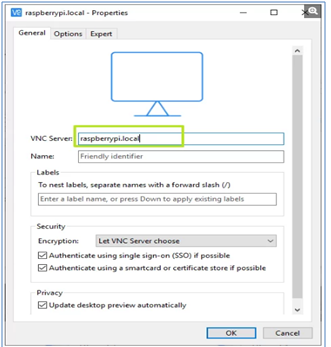 VE raspberrypi.local - Properties
General Options Expert
VNC Server: raspberrypi.local
Name: Friendly identifier
Labels
To nest labels, separate names with a forward slash (/)
Enter a label name, or press Down to apply existing labels
Security
Encryption: Let VNC Server choose
Authenticate using single sign-on (SSO) if possible
Authenticate using a smartcard or certificate store if possible
Privacy
Update desktop preview automatically
OK Cancel